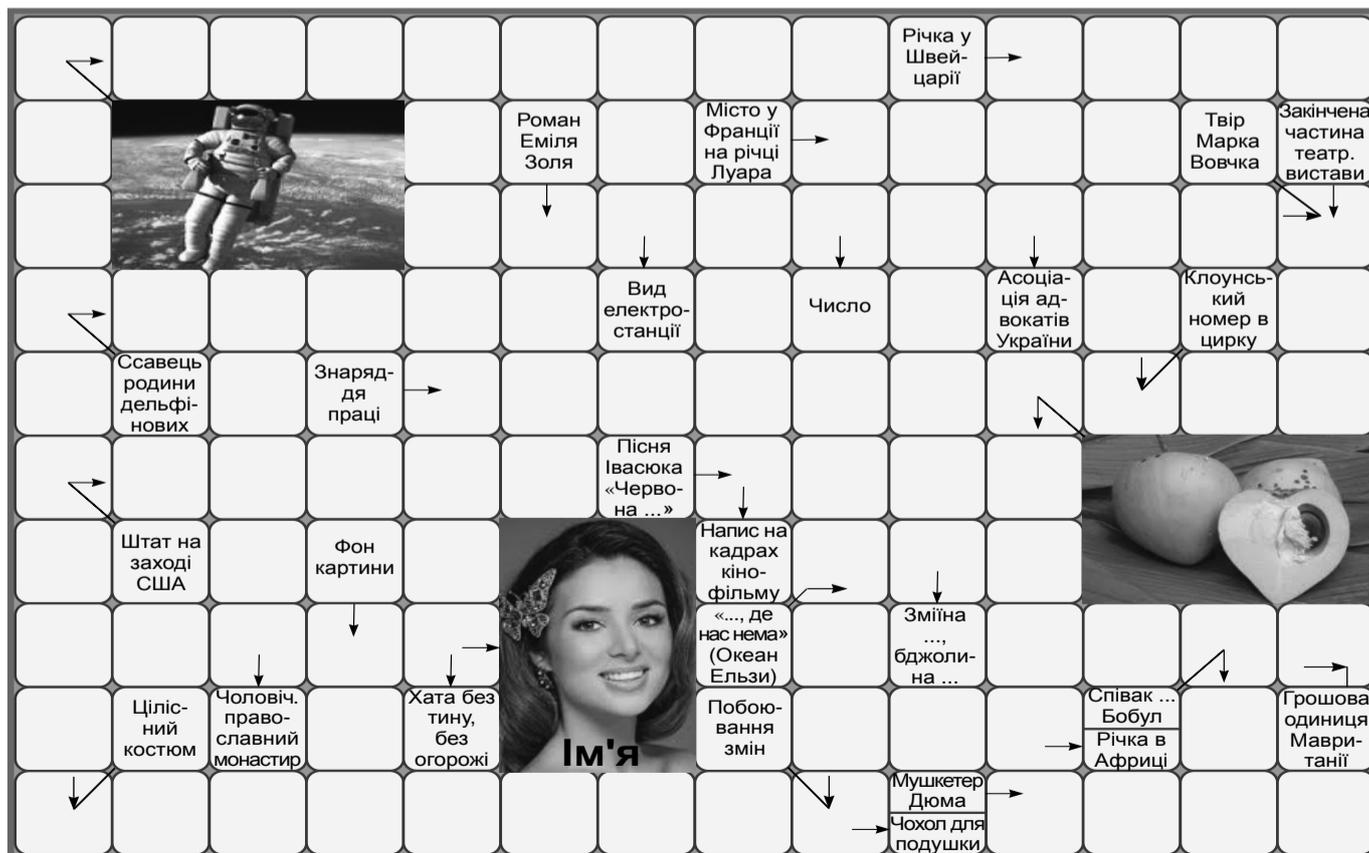 Річка у
Швей-
царії
Роман
Еміля
Золя
Місто у
Франції
на річці
Луара
Твір
Марка
Вовчка
Закінчена
частина
театр.
вистави
Вид
електро-
станції
Число
Асоціа-
ція ад-
вокатів
України
Клоунсь-
кий
номер в
цирку
Ссавець
родини
дельфі-
нових
Знаряд-
дя
праці
Пісня
Івасюка
«Черво-
на ...»
Штат на
заході
США
Фон
картини
Напис на
кадрах
кіно-
фільму
«..., де
нас нема»
(Океан
Ельзи)
Зміїна
...,
бджоли-
на ...
Ціліс-
ний
костюм
Чоловіч.
право-
славний
монастир
Хата без
тину,
без
огорожі
Ім'я
Побою-
вання
змін
Співак ...
Бобул
Річка в
Африці
Грошова
одиниця
Маври-
танії
Мушкетер
Дюма
Чохол для
подушки